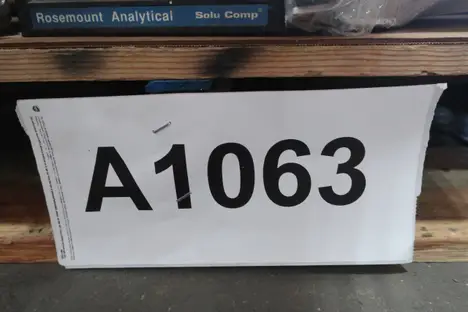 Rosemount Analytical Solu Comp®
A1063